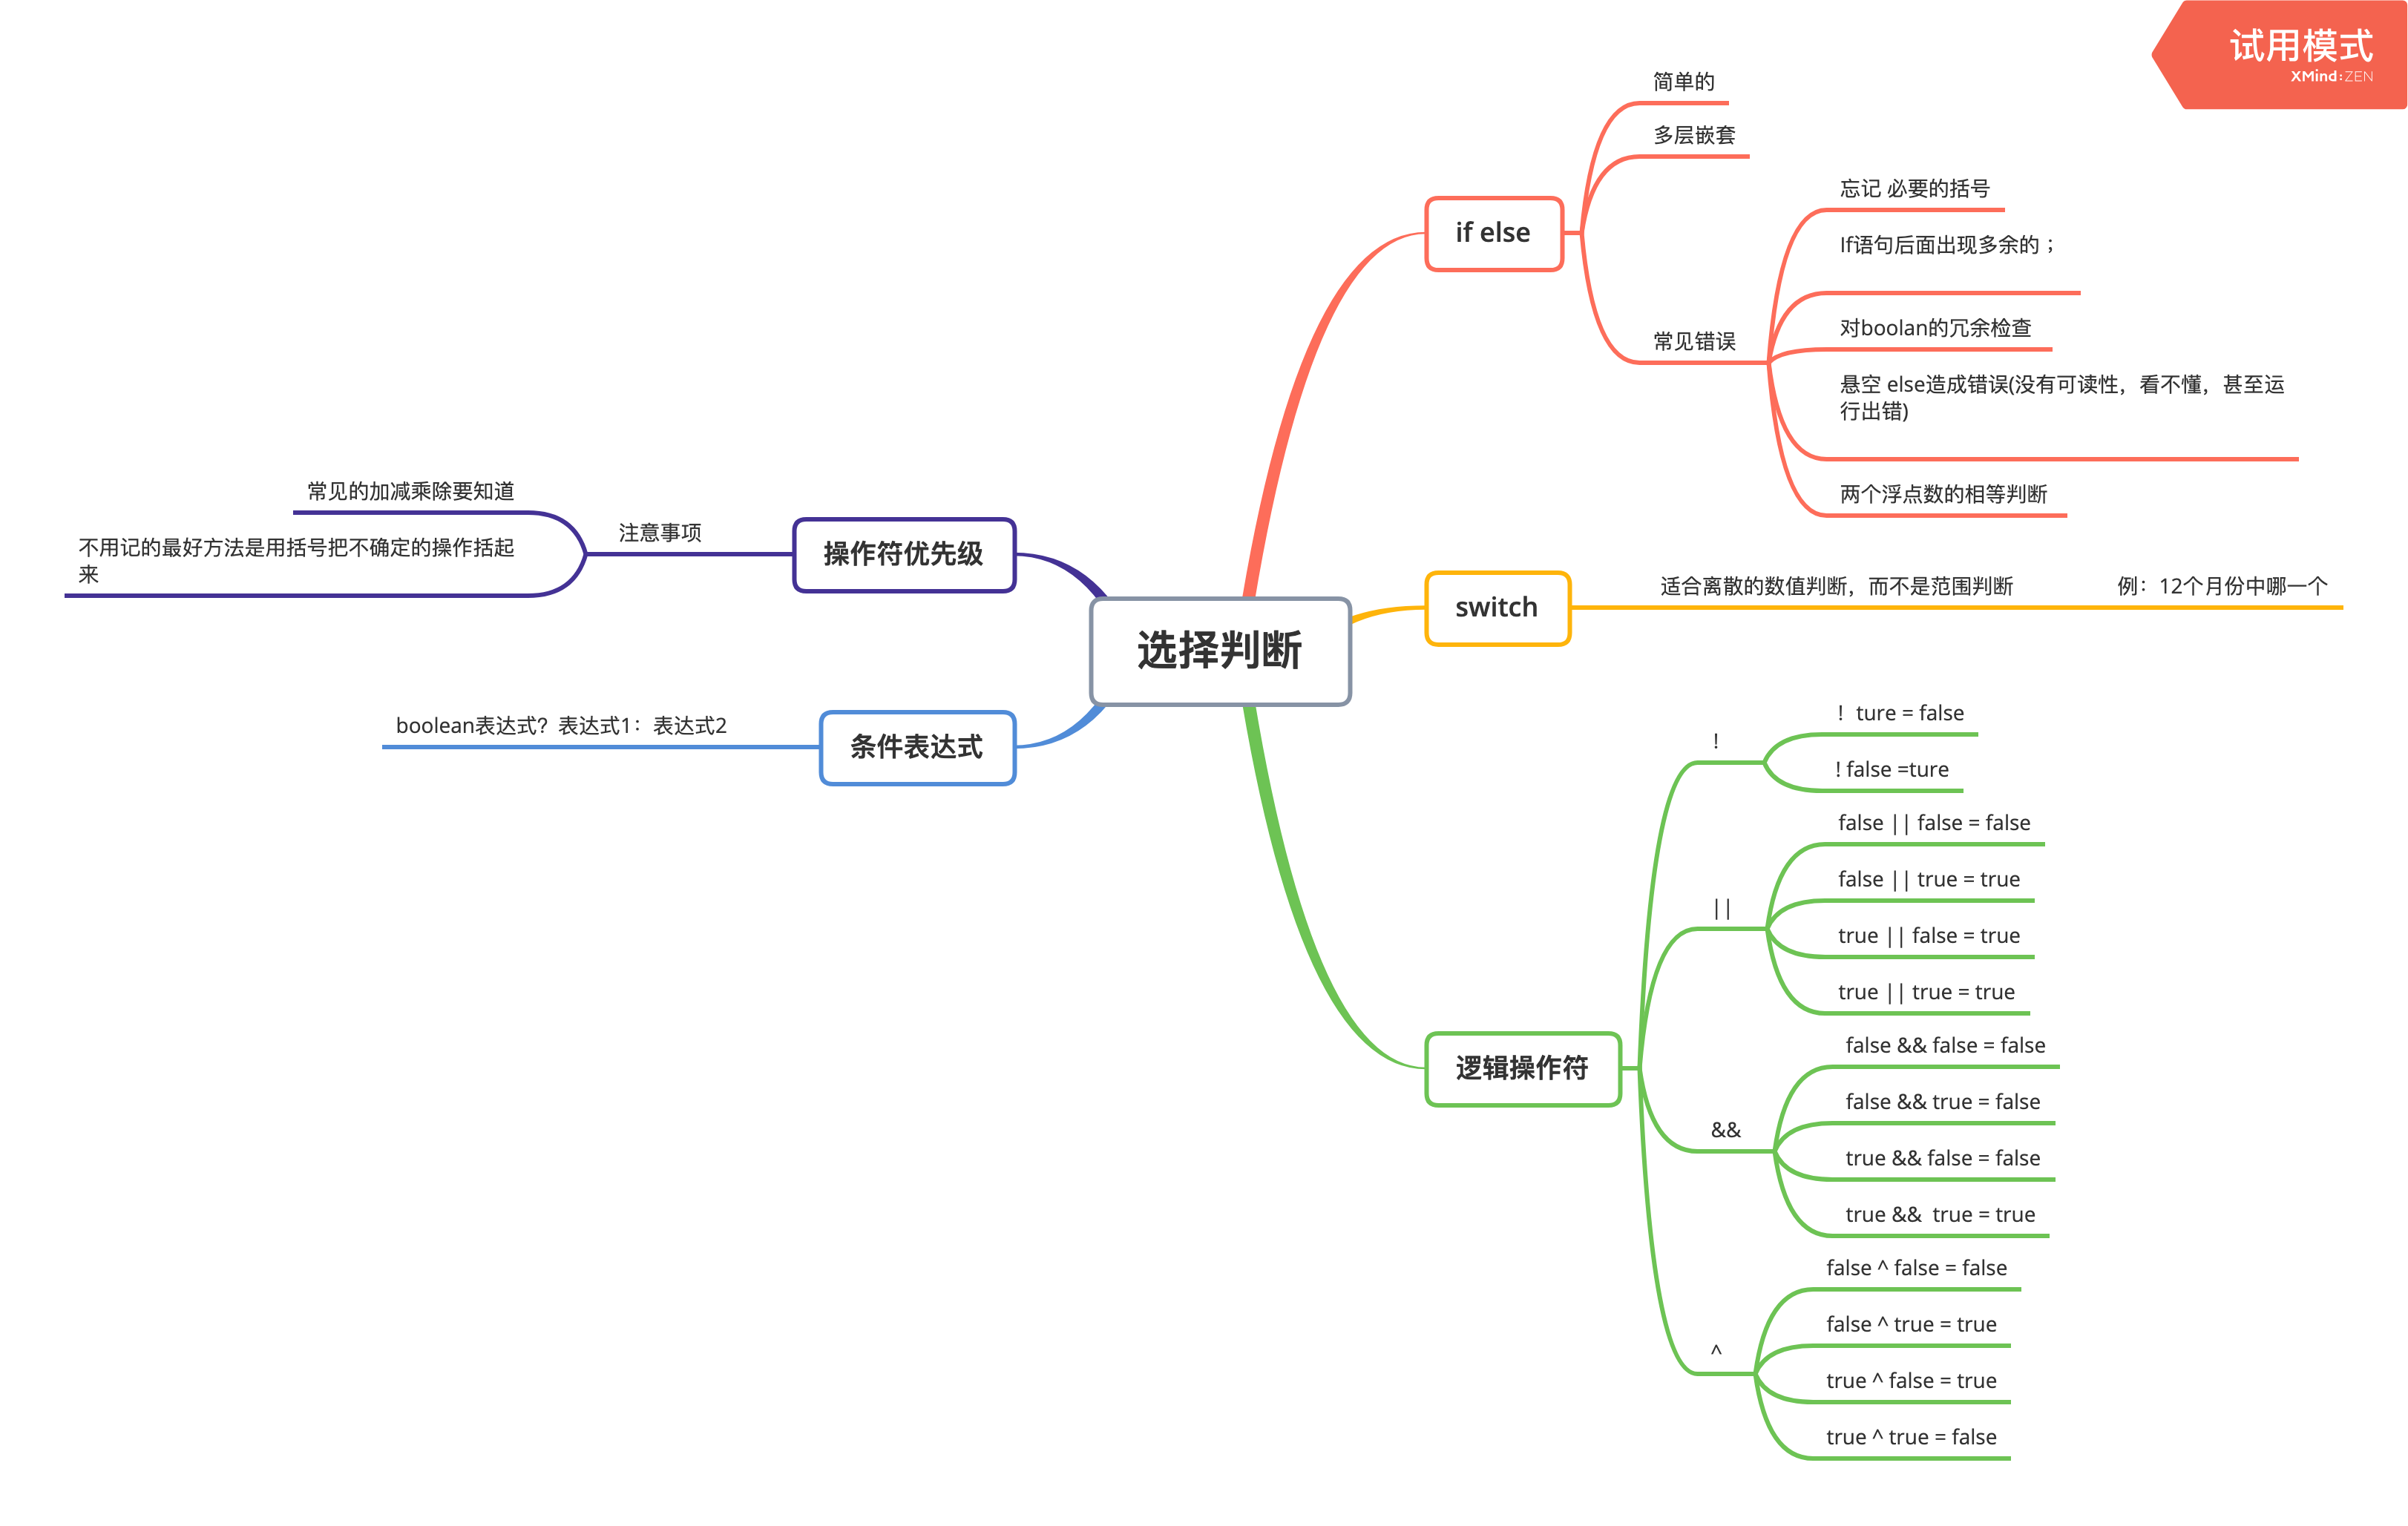 试用模式
XMind:ZEN
选择判断
if else
简单的
多层嵌套
常见错误
忘记 必要的括号
If语句后面出现多余的；
对boolan的冗余检查
悬空 else造成错误(没有可读性，看不懂，甚至运
行出错)
两个浮点数的相等判断
switch
适合离散的数值判断，而不是范围判断
例：12个月份中哪一个
逻辑操作符
！
！ture = false
! false =ture
||
false || false = false
false || true = true
true || false = true
true || true = true
&&
false && false = false
false && true = false
true && false = false
true &&  true = true
^
false ^ false = false
false ^ true = true
true ^ false = true
true ^ true = false
操作符优先级
注意事项
常见的加减乘除要知道
不用记的最好方法是用括号把不确定的操作括起
来
条件表达式
boolean表达式？表达式1：表达式2